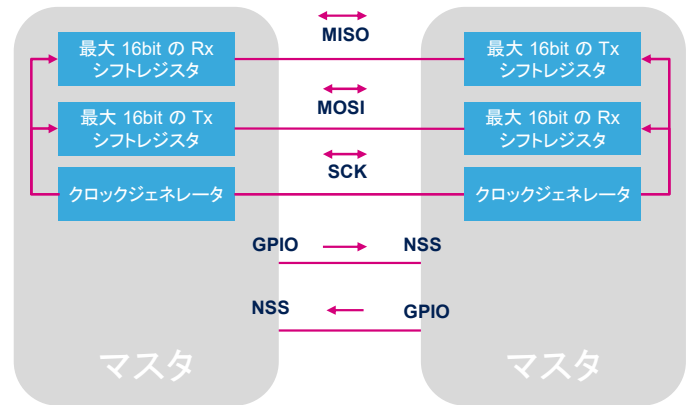 MISO
最大 16bit の Rx
シフトレジスタ
最大 16bit の Tx
シフトレジスタ
MOSI
最大 16bit の Tx
シフトレジスタ
最大 16bit の Rx
シフトレジスタ
SCK
クロックジェネレータ
クロックジェネレータ
GPIO
NSS
NSS
GPIO
マスタ
マスタ